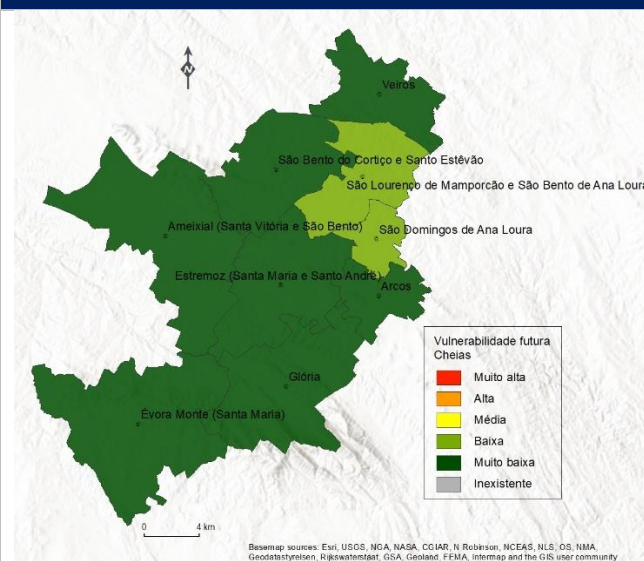 N
Veiros
São Bento do Cortiço e Santo Estêvão
São Lourenço de Mamporcão e São Bento de Ana Loura
Ameixial (Santa Vitória e São Bento)
São Domingos de Ana Loura
Estremoz (Santa Maria e Santo André)
Arcos
Glória
Évora Monte (Santa Maria)
Vulnerabilidade futura
Cheias
Muito alta
Alta
Média
Baixa
Muito baixa
Inexistente
0 4 km
Basemap sources: Esri, USGS, NGA, NASA, CGIAR, N Robinson, NCEAS, NLS, OS, NMA,
Geodatastyrelsen, Rijkswaterstaat, GSA, Geoland, FEMA, Intermap and the GIS user community